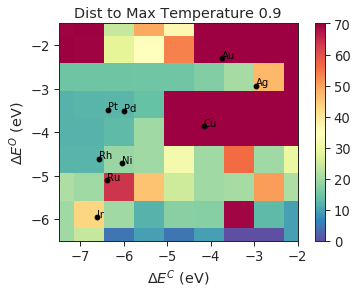 Dist to Max Temperature 0.9
70
−2
Au
60
Ag
50
−3
Pt Pd
40
Cu
−4
30
Rh Ni
20
−5
Ru
10
−6
Ir
0
−7 −6 −5 −4 −3 −2
ΔE^C (eV)
ΔE^O (eV)